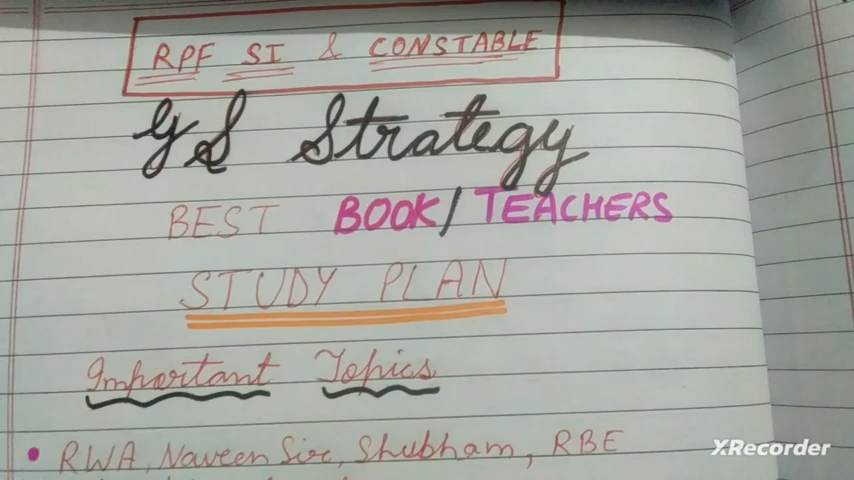 RPF SI & CONSTABLE
GS Strategy
BEST BOOK/TEACHERS
STUDY PLAN
Important Topics
• RWA, Naveen Sir, Shubham, RBE
XRecorder